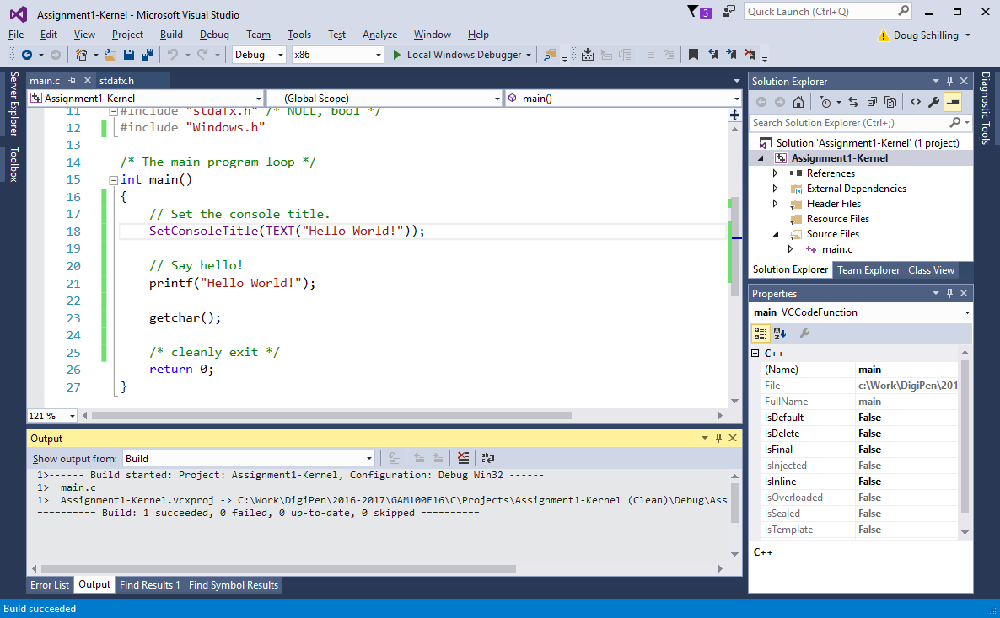 Assignment1-Kernel - Microsoft Visual Studio
3
Quick Launch (Ctrl+Q)
File Edit View Project Build Debug Team Tools Test Analyze Window Help
Doug Schilling
Debug x86 Local Windows Debugger
Server Explorer
Toolbox
main.c stdafx.h
Assignment1-Kernel (Global Scope) main()
11 #include "stdafx.h" /* NULL, bool */
12 #include "Windows.h"
13
14 /* The main program loop */
15 int main()
16 {
17 // Set the console title.
18 SetConsoleTitle(TEXT("Hello World!"));
19
20 // Say hello!
21 printf("Hello World!");
22
23 getchar();
24
25 /* cleanly exit */
26 return 0;
27 }
121 %
Output
Show output from: Build
1>------ Build started: Project: Assignment1-Kernel, Configuration: Debug Win32 ------
1> main.c
1> Assignment1-Kernel.vcxproj -> C:\Work\DigiPen\2016-2017\GAM100F16\C\Projects\Assignment1-Kernel (Clean)\Debug\Ass
========== Build: 1 succeeded, 0 failed, 0 up-to-date, 0 skipped ==========
Error List Output Find Results 1 Find Symbol Results
Solution Explorer
Search Solution Explorer (Ctrl+;)
Solution 'Assignment1-Kernel' (1 project)
Assignment1-Kernel
References
External Dependencies
Header Files
Resource Files
Source Files
main.c
Solution Explorer Team Explorer Class View
Properties
main VCCodeFunction
C++
(Name) main
File c:\Work\DigiPen\201
FullName main
IsDefault False
IsDelete False
IsFinal False
IsInjected False
IsInline False
IsOverloaded False
IsSealed False
IsTemplate False
C++
Diagnostic Tools
Build succeeded